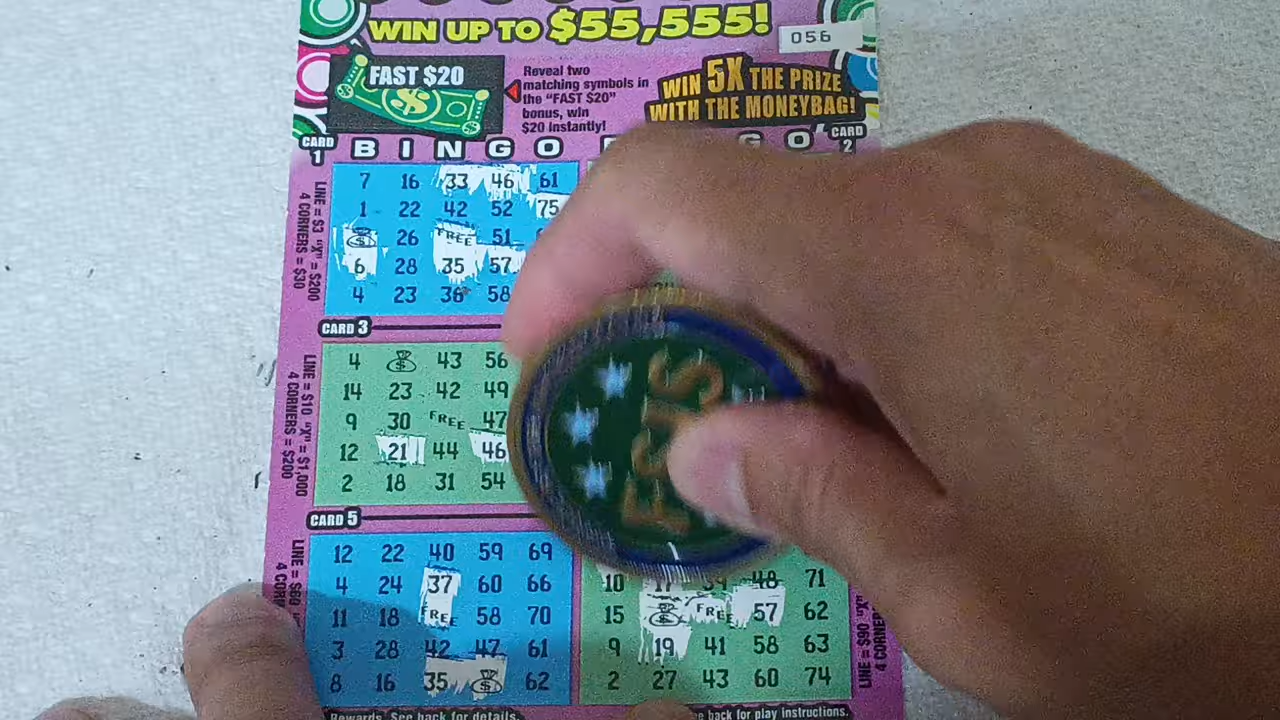 WIN UP TO $55,555!
056
FAST $20
Reveal two
matching symbols in
the "FAST $20"
bonus, win
$20 instantly!
WIN 5X THE PRIZE
WITH THE MONEYBAG!
CARD 1
B I N G O
G O
CARD 2
LINE = $3 "X" = $200
4 CORNERS = $30
7 16 33 46 61
1 22 42 52 75
26 FREE 51
6 28 35 57
4 23 36 58
CARD 3
LINE = $10 "X" = $1,000
4 CORNERS = $200
4 43 56
14 23 42 49
9 30 FREE 47
12 21 44 46
2 18 31 54
CARD 5
12 22 40 59 69
4 24 37 60 66
11 18 FREE 58 70
3 28 42 47 61
8 16 35 62
10 17 39 48 71
15 FREE 57 62
9 19 41 58 63
2 27 43 60 74
LINE = $90 "X"
4 CORNER
Rewards. See back for details.
back for play instructions.